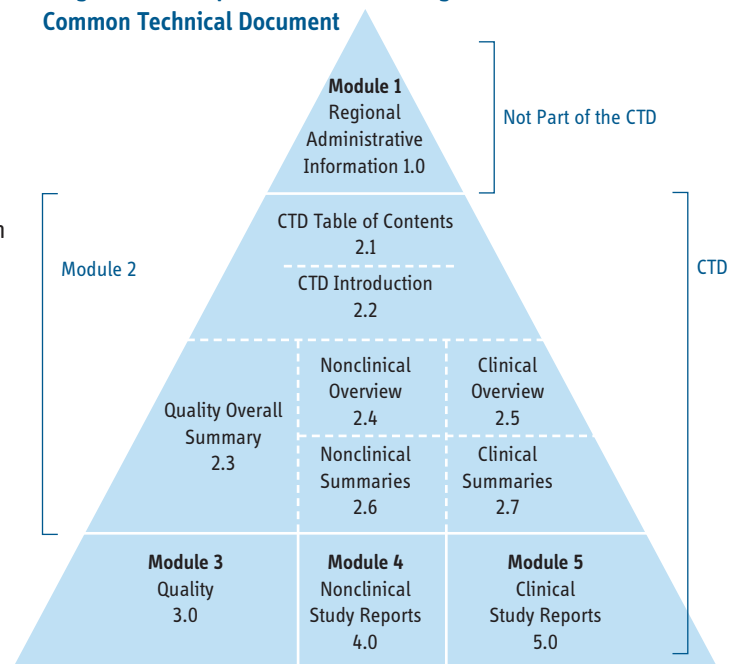 Common Technical Document
Module 1
Regional
Administrative
Information 1.0
Not Part of the CTD
Module 2
CTD
CTD Table of Contents
2.1
CTD Introduction
2.2
Quality Overall
Summary
2.3
Nonclinical
Overview
2.4
Clinical
Overview
2.5
Nonclinical
Summaries
2.6
Clinical
Summaries
2.7
Module 3
Quality
3.0
Module 4
Nonclinical
Study Reports
4.0
Module 5
Clinical
Study Reports
5.0